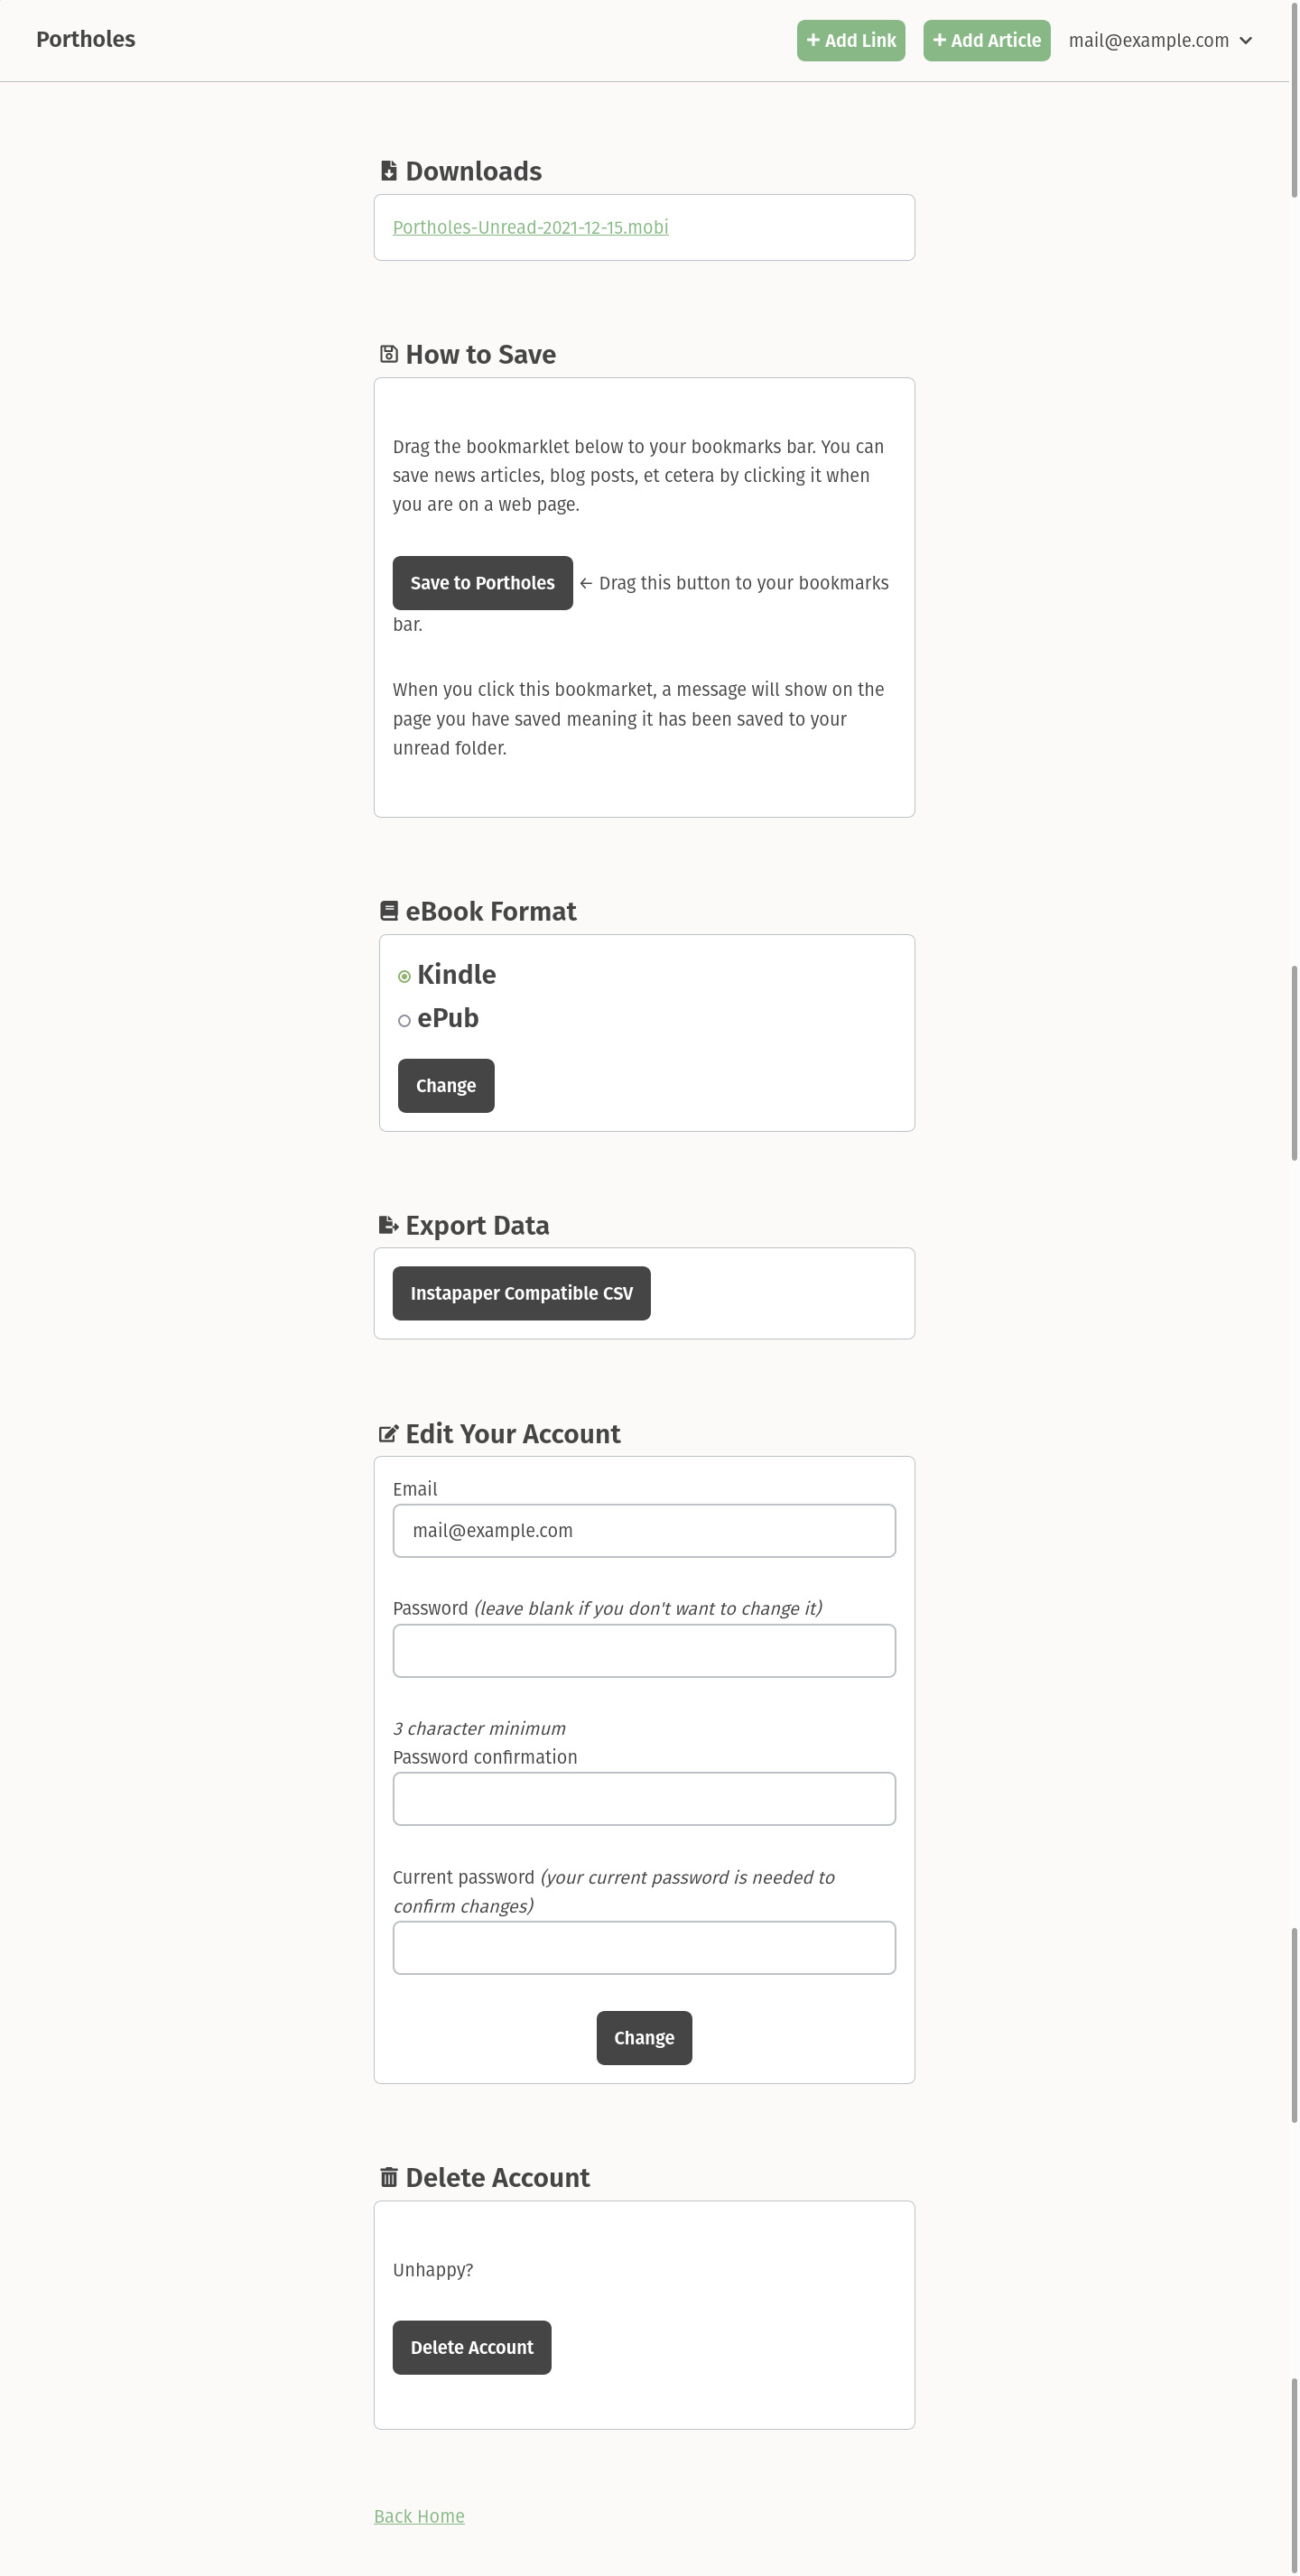 Portholes
+ Add Link
+ Add Article
mail@example.com
Downloads
Portholes-Unread-2021-12-15.mobi
How to Save
Drag the bookmarklet below to your bookmarks bar. You can
save news articles, blog posts, et cetera by clicking it when
you are on a web page.
Save to Portholes ← Drag this button to your bookmarks
bar.
When you click this bookmarket, a message will show on the
page you have saved meaning it has been saved to your
unread folder.
eBook Format
Kindle
ePub
Change
Export Data
Instapaper Compatible CSV
Edit Your Account
Email
mail@example.com
Password (leave blank if you don't want to change it)
3 character minimum
Password confirmation
Current password (your current password is needed to
confirm changes)
Change
Delete Account
Unhappy?
Delete Account
Back Home